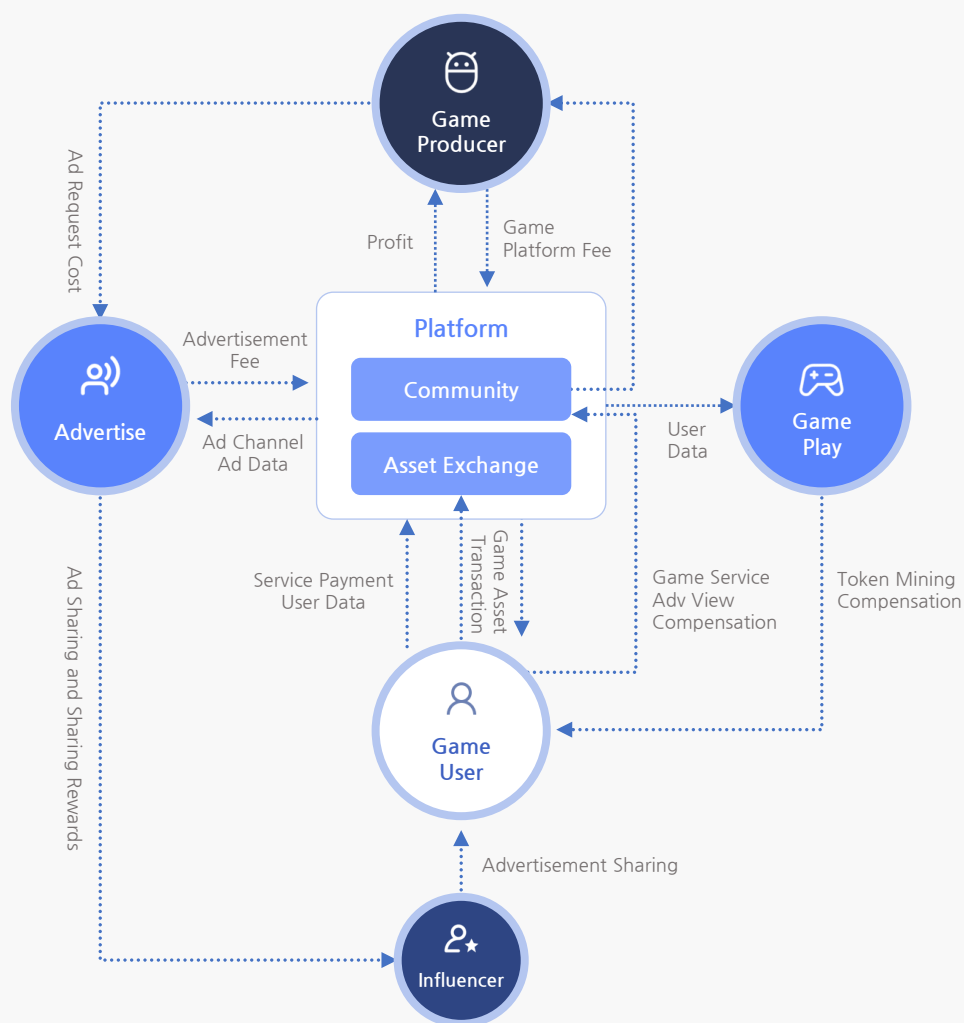 Game
Producer
Ad Request Cost
Profit
Game
Platform Fee
Platform
Community
Asset Exchange
Advertisement
Fee
Advertise
Ad Channel
Ad Data
User
Data
Game
Play
Service Payment
User Data
Game Asset
Transaction
Game Service
Adv View
Compensation
Token Mining
Compensation
Ad Sharing and Sharing Rewards
Game
User
Advertisement Sharing
Influencer